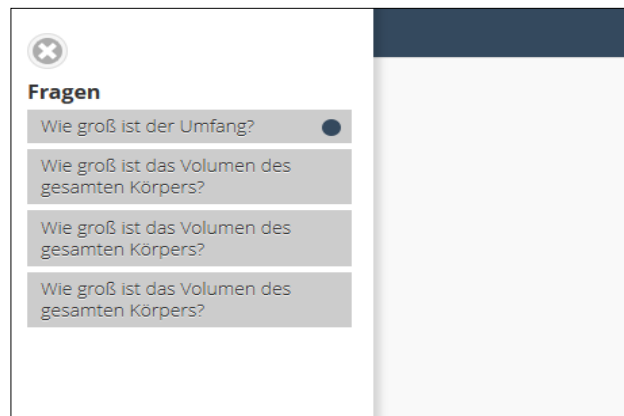 Fragen
Wie groß ist der Umfang?
Wie groß ist das Volumen des
gesamten Körpers?
Wie groß ist das Volumen des
gesamten Körpers?
Wie groß ist das Volumen des
gesamten Körpers?